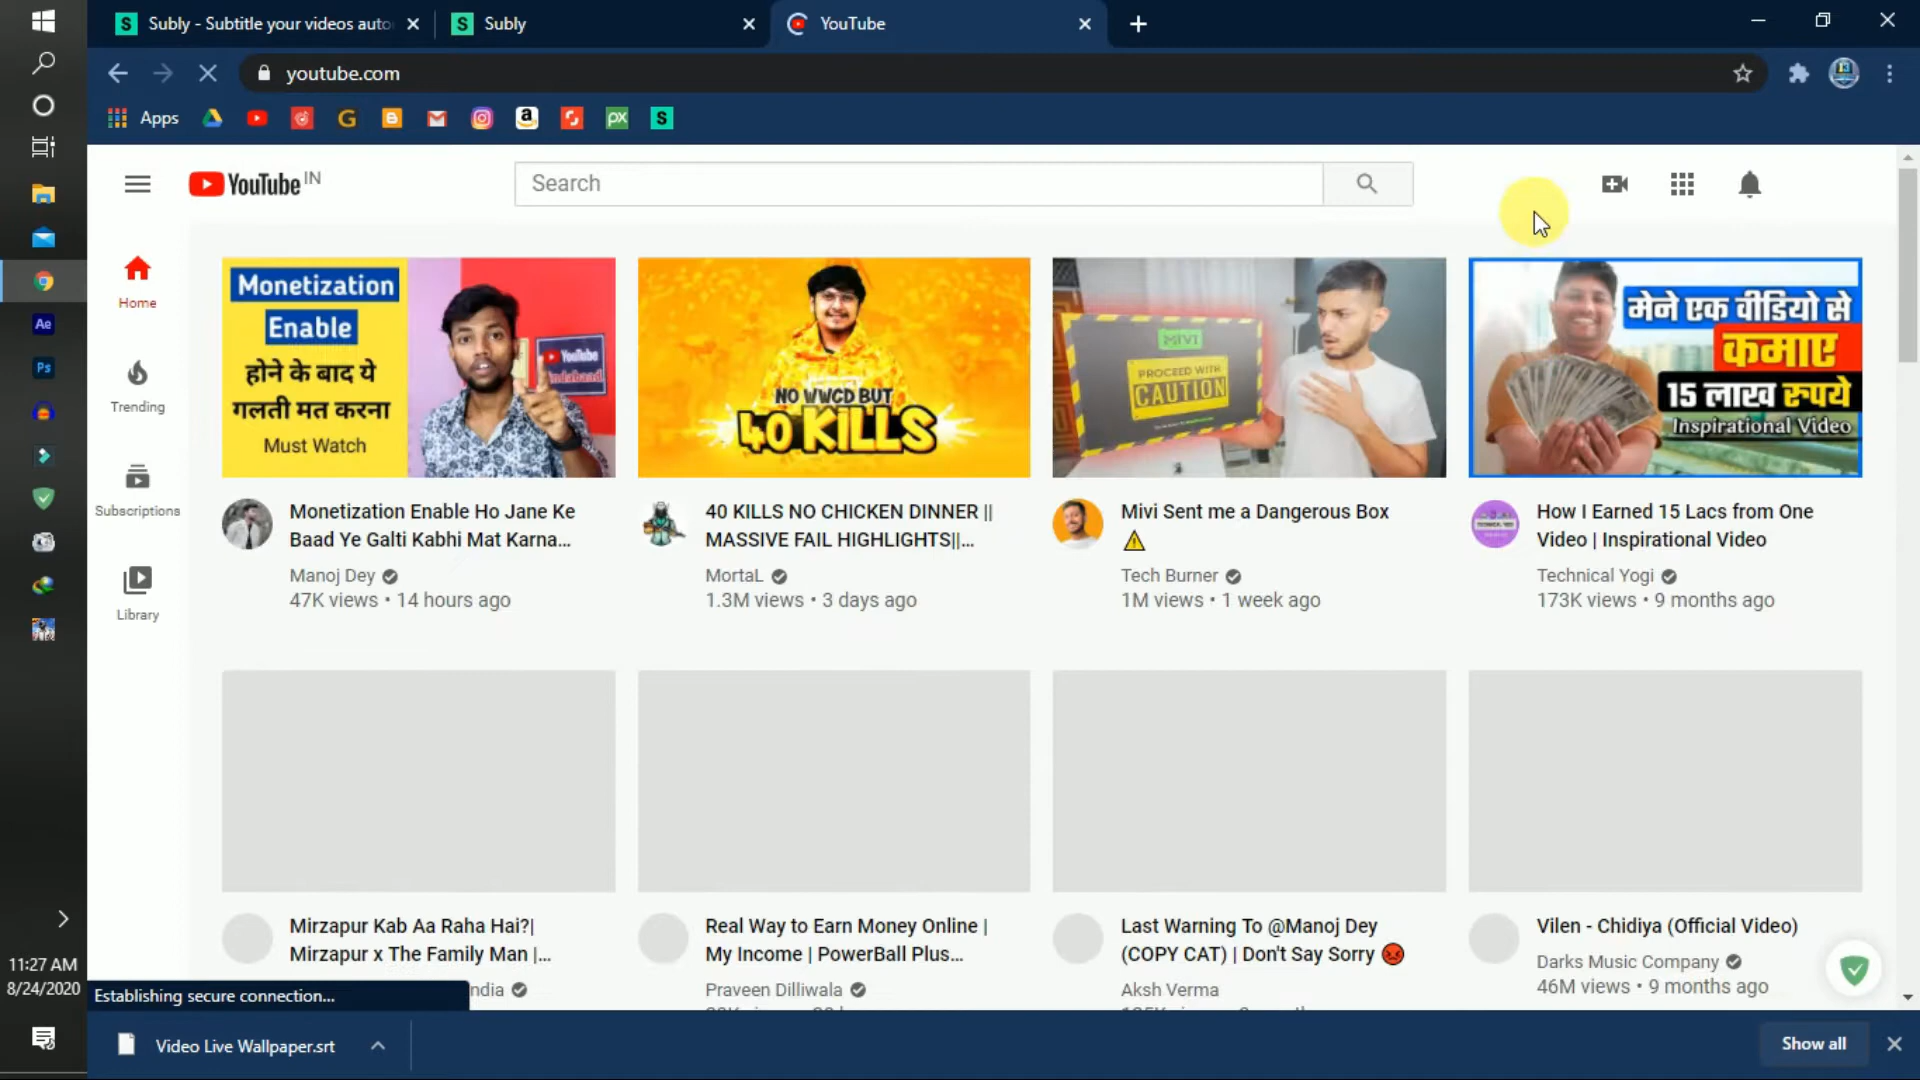 Subly - Subtitle your videos auto
Subly
YouTube
youtube.com
Apps
YouTube IN
Search
Home
Trending
Subscriptions
Library
Monetization
Enable
होने के बाद ये
गलती मत करना
Must Watch
YouTube
NO WWCD BUT
40 KILLS
MIVI
PROCEED WITH
CAUTION
मेने एक वीडियो से
कमाए
15 लाख रुपये
Inspirational Video
Monetization Enable Ho Jane Ke
Baad Ye Galti Kabhi Mat Karna...
Manoj Dey
47K views • 14 hours ago
40 KILLS NO CHICKEN DINNER ||
MASSIVE FAIL HIGHLIGHTS||...
MortaL
1.3M views • 3 days ago
Mivi Sent me a Dangerous Box
Tech Burner
1M views • 1 week ago
How I Earned 15 Lacs from One
Video | Inspirational Video
Technical Yogi
173K views • 9 months ago
Mirzapur Kab Aa Raha Hai?|
Mirzapur x The Family Man |...
ndia
Real Way to Earn Money Online |
My Income | PowerBall Plus...
Praveen Dilliwala
Last Warning To @Manoj Dey
(COPY CAT) | Don't Say Sorry
Aksh Verma
Vilen - Chidiya (Official Video)
Darks Music Company
46M views • 9 months ago
Establishing secure connection...
Video Live Wallpaper.srt
Show all
Ae
Ps
11:27 AM
8/24/2020